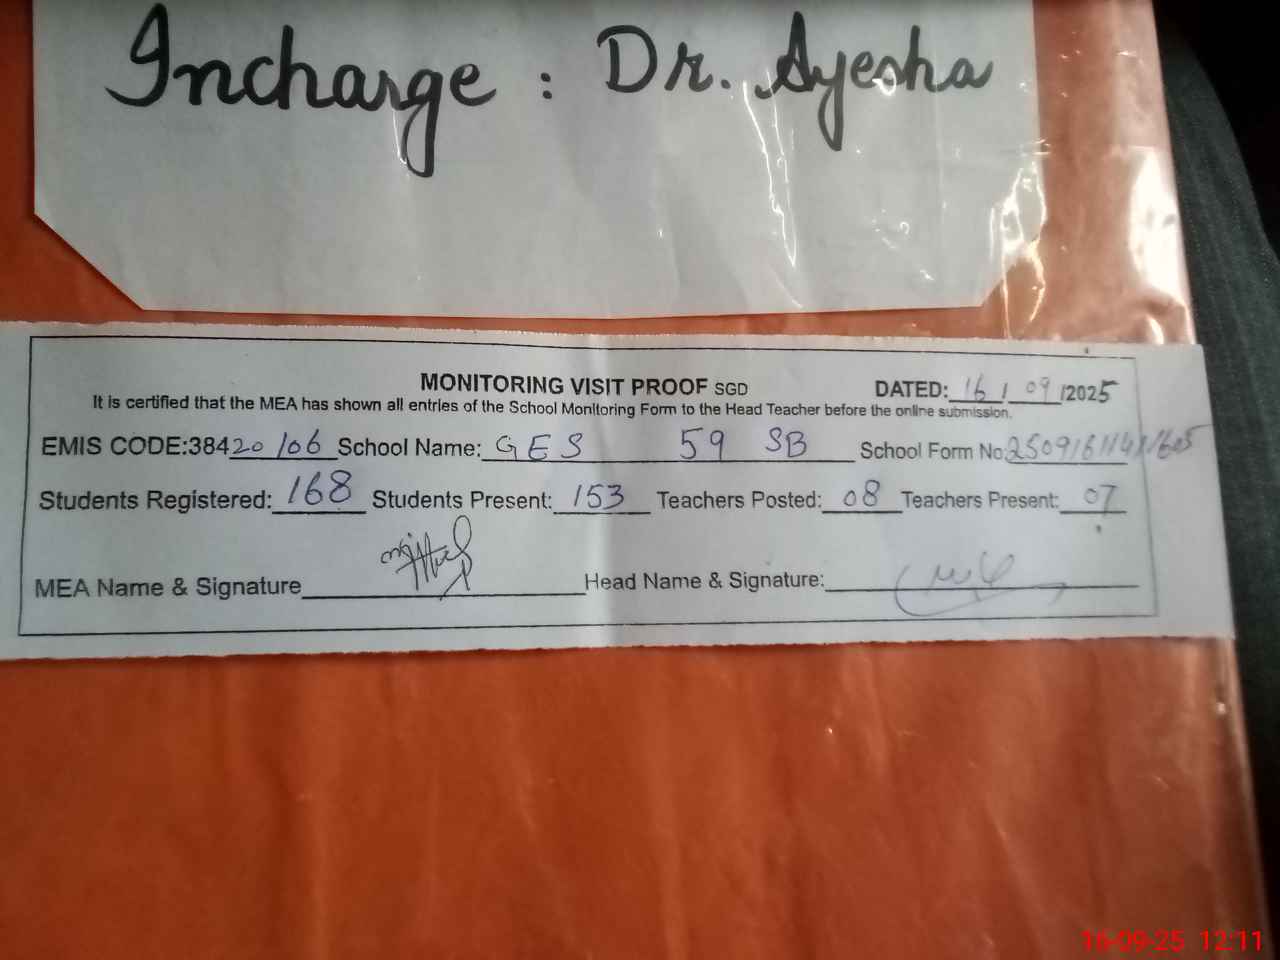 Incharge : Dr. Ayesha
MONITORING VISIT PROOF SGD
DATED: 16 / 09 /2025
It is certified that the MEA has shown all entries of the School Monitoring Form to the Head Teacher before the online submission.
EMIS CODE:38420106 School Name: GES 59 SB School Form No:
Students Registered: 168 Students Present: 153 Teachers Posted: 08 Teachers Present: 07
MEA Name & Signature Head Name & Signature:
16-09-25 12:11